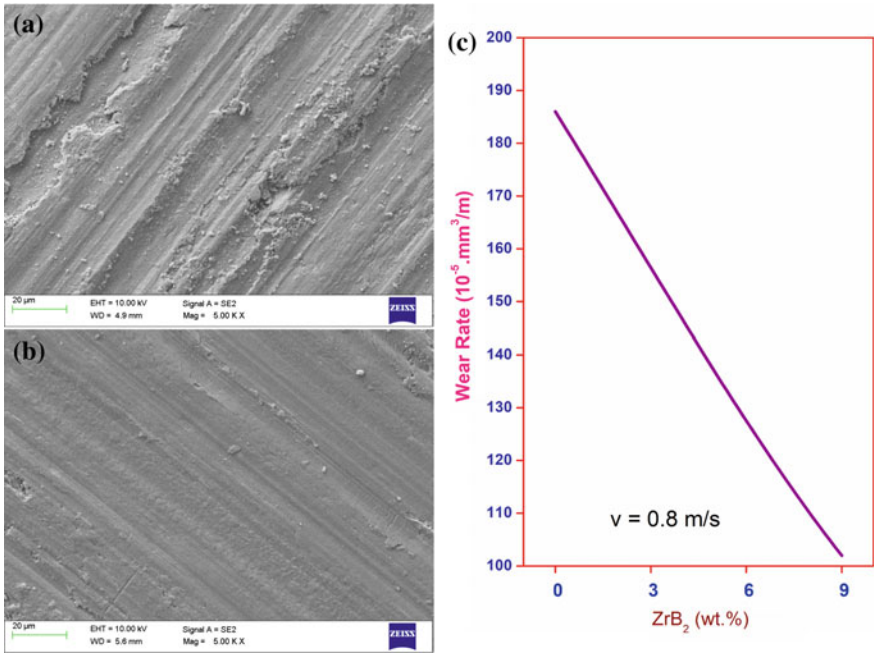 (a)
20 µm
EHT = 10.00 kV
Signal A = SE2
WD = 4.9 mm
Mag = 5.00 K X
ZEISS
(b)
20 µm
EHT = 10.00 kV
Signal A = SE2
WD = 5.6 mm
Mag = 5.00 K X
ZEISS
(c)
200
190
180
170
160
150
140
130
120
110
100
Wear Rate (10⁻⁵.mm³/m)
v = 0.8 m/s
0 3 6 9
ZrB₂ (wt.%)